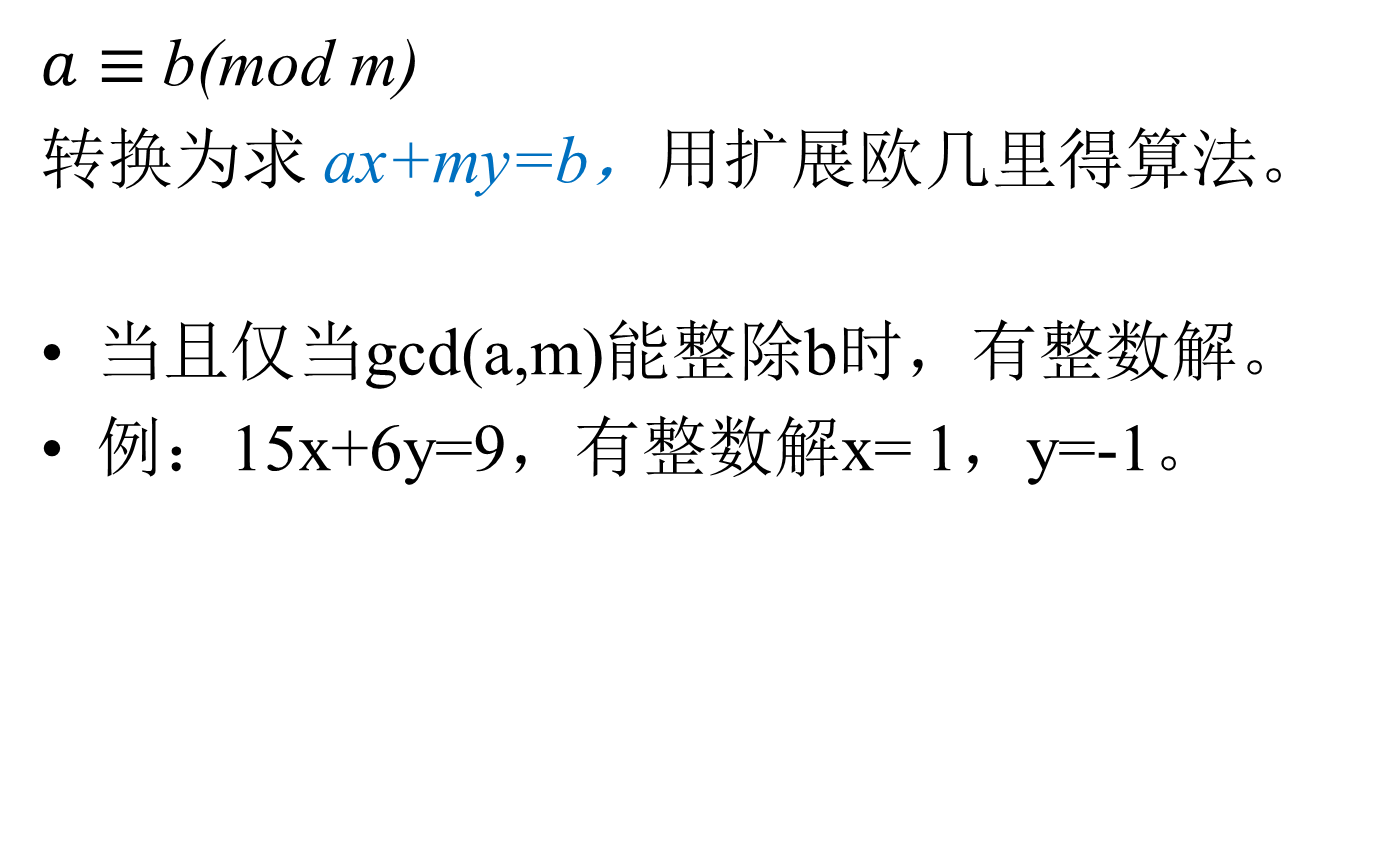 a ≡ b(mod m)
转换为求 ax+my=b，用扩展欧几里得算法。
• 当且仅当gcd(a,m)能整除b时，有整数解。
• 例：15x+6y=9，有整数解x= 1，y=-1。